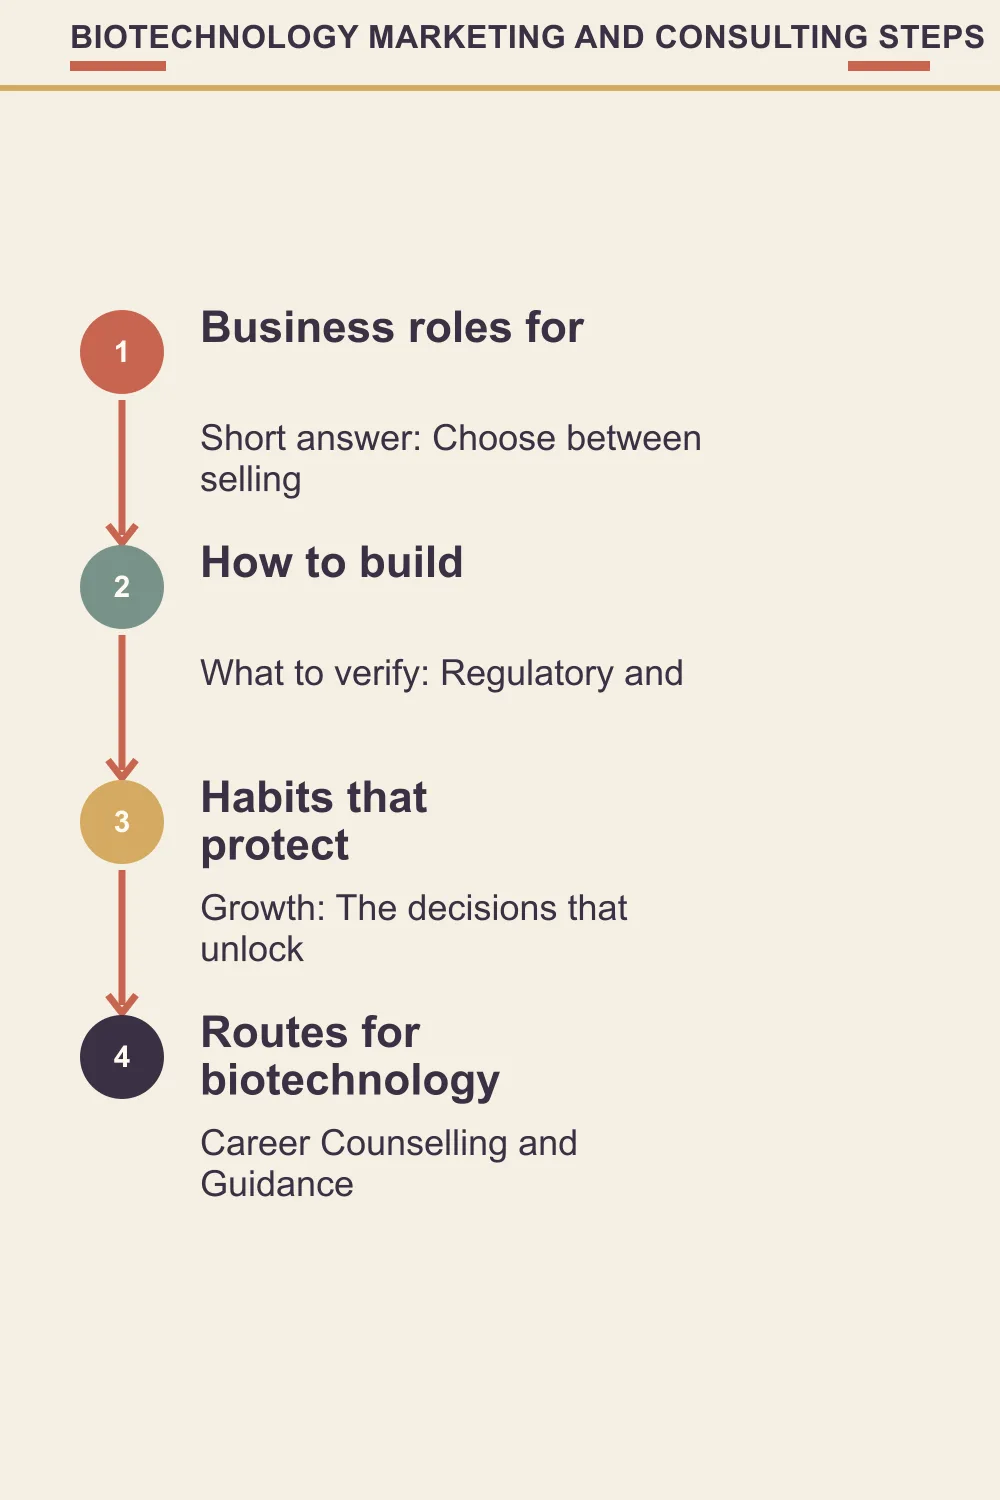 BIOTECHNOLOGY MARKETING AND CONSULTING STEPS
1
Business roles for
Short answer: Choose between
selling
2
How to build
What to verify: Regulatory and
3
Habits that
protect
Growth: The decisions that
unlock
4
Routes for
biotechnology
Career Counselling and
Guidance